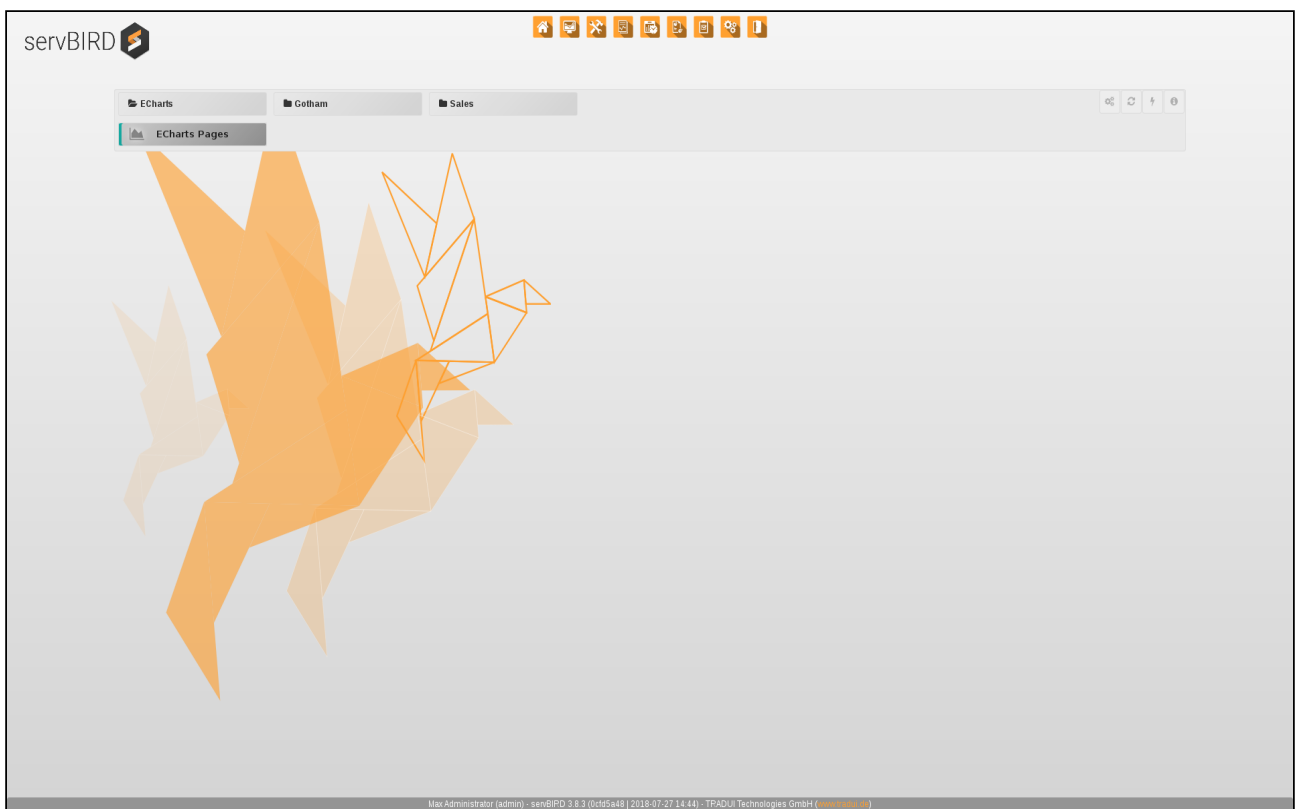 servBIRD
ECharts Gotham Sales
ECharts Pages
Max Administrator (admin) - servBIRD 3.8.3 (0cfd5a48 | 2018-07-27 14:44) - TRADUI Technologies GmbH (www.tradui.de)